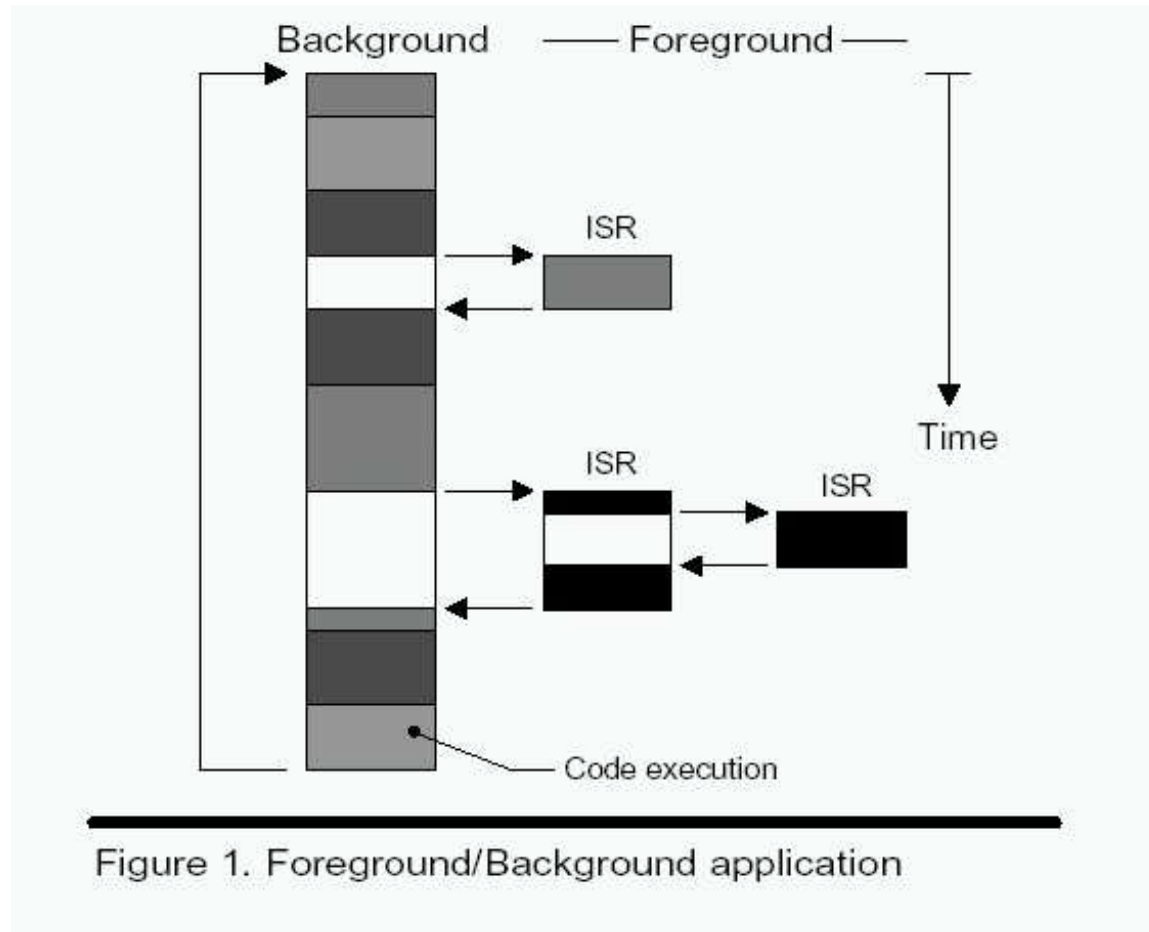 Background
Foreground
ISR
Time
ISR
ISR
Code execution
Figure 1. Foreground/Background application